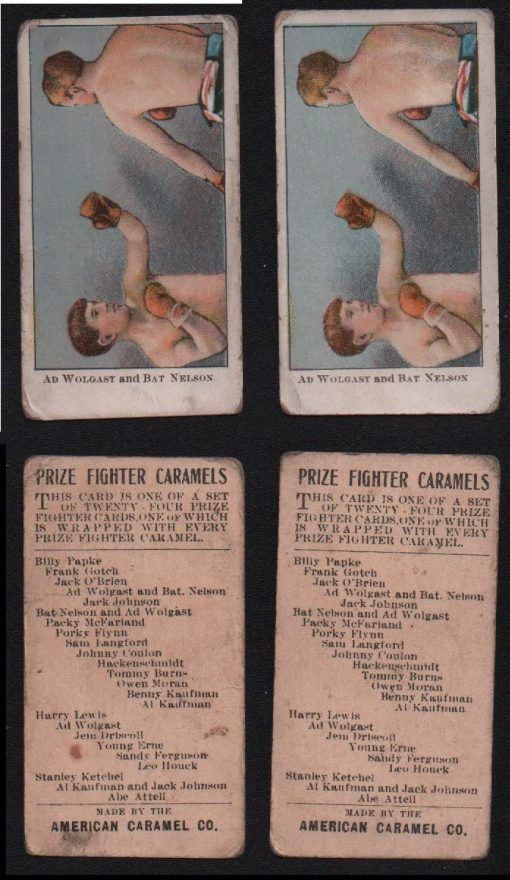 AD WOLGAST and BAT NELSON
AD WOLGAST and BAT NELSON
PRIZE FIGHTER CARAMELS
THIS CARD IS ONE OF A SET
OF TWENTY-FOUR PRIZE
FIGHTER CARDS, ONE OF WHICH
IS WRAPPED WITH EVERY
PRIZE FIGHTER CARAMEL.
Billy Papke
Frank Gotch
Jack O'Brien
Ad Wolgast and Bat. Nelson
Jack Johnson
Bat Nelson and Ad Wolgast
Packy McFarland
Porky Flynn
Sam Langford
Johnny Coulon
Hackenschmidt
Tommy Burns
Owen Moran
Benny Kaufman
Al Kaufman
Harry Lewis
Ad Wolgast
Jem Driscoll
Young Erne
Sandy Ferguson
Leo Houck
Stanley Ketchel
Al Kaufman and Jack Johnson
Abe Attell
MADE BY THE
AMERICAN CARAMEL CO.
PRIZE FIGHTER CARAMELS
THIS CARD IS ONE OF A SET
OF TWENTY-FOUR PRIZE
FIGHTER CARDS, ONE OF WHICH
IS WRAPPED WITH EVERY
PRIZE FIGHTER CARAMEL.
Billy Papke
Frank Gotch
Jack O'Brien
Ad Wolgast and Bat. Nelson
Jack Johnson
Bat Nelson and Ad Wolgast
Packy McFarland
Porky Flynn
Sam Langford
Johnny Coulon
Hackenschmidt
Tommy Burns
Owen Moran
Benny Kaufman
Al Kaufman
Harry Lewis
Ad Wolgast
Jem Driscoll
Young Erne
Sandy Ferguson
Leo Houck
Stanley Ketchel
Al Kaufman and Jack Johnson
Abe Attell
MADE BY THE
AMERICAN CARAMEL CO.